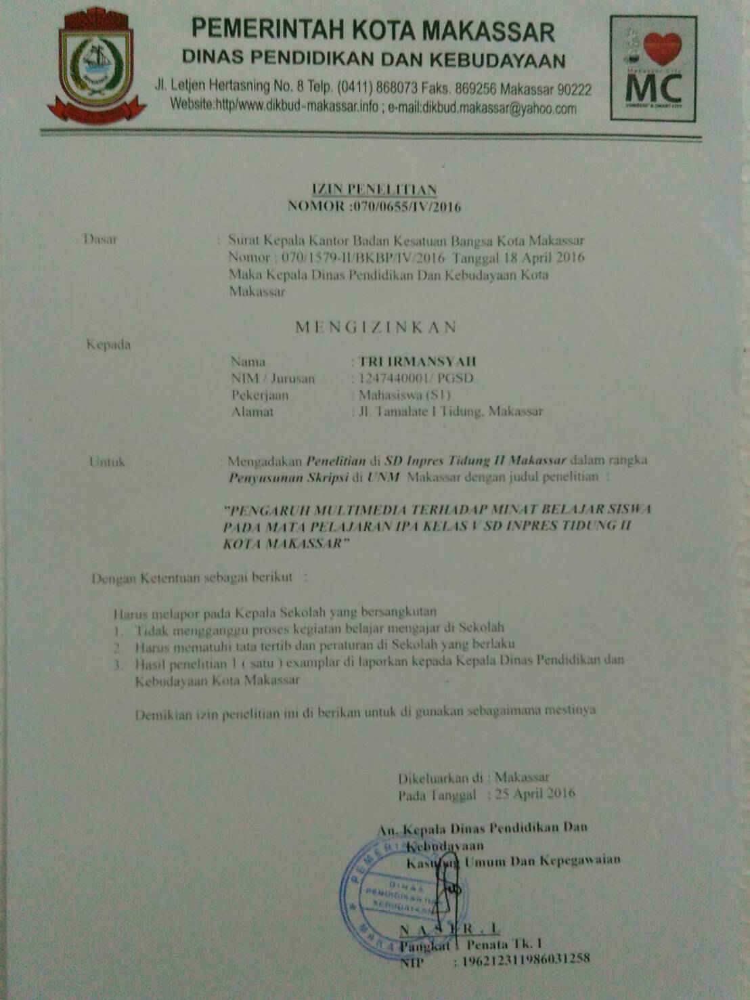 PEMERINTAH KOTA MAKASSAR
DINAS PENDIDIKAN DAN KEBUDAYAAN
Jl. Letjen Hertasning No. 8 Telp. (0411) 868073 Faks. 869256 Makassar 90222
Website:http/www.dikbud-makassar.info ; e-mail:dikbud.makassar@yahoo.com
Makassar City
MC
IZIN PENELITIAN
NOMOR :070/0655/IV/2016
Dasar : Surat Kepala Kantor Badan Kesatuan Bangsa Kota Makassar
Nomor : 070/1579-II/BKBP/IV/2016 Tanggal 18 April 2016
Maka Kepala Dinas Pendidikan Dan Kebudayaan Kota
Makassar
M E N G I Z I N K A N
Kepada
Nama : TRI IRMANSYAH
NIM / Jurusan : 1247440001/ PGSD
Pekerjaan : Mahasiswa (S1)
Alamat : Jl. Tamalate I Tidung, Makassar
Untuk : Mengadakan Penelitian di SD Inpres Tidung II Makassar dalam rangka
Penyusunan Skripsi di UNM Makassar dengan judul penelitian :
"PENGARUH MULTIMEDIA TERHADAP MINAT BELAJAR SISWA
PADA MATA PELAJARAN IPA KELAS V SD INPRES TIDUNG II
KOTA MAKASSAR"
Dengan Ketentuan sebagai berikut :
Harus melapor pada Kepala Sekolah yang bersangkutan
1. Tidak mengganggu proses kegiatan belajar mengajar di Sekolah
2. Harus mematuhi tata tertib dan peraturan di Sekolah yang berlaku
3. Hasil penelitian 1 ( satu ) examplar di laporkan kepada Kepala Dinas Pendidikan dan
Kebudayaan Kota Makassar
Demikian izin penelitian ini di berikan untuk di gunakan sebagaimana mestinya
Dikeluarkan di : Makassar
Pada Tanggal : 25 April 2016
An. Kepala Dinas Pendidikan Dan
Kebudayaan
Kasubag Umum Dan Kepegawaian
DINAS
PENDIDIKAN DAN
KEBUDAYAAN
N A S I R . L
Pangkat : Penata Tk. I
NIP : 196212311986031258